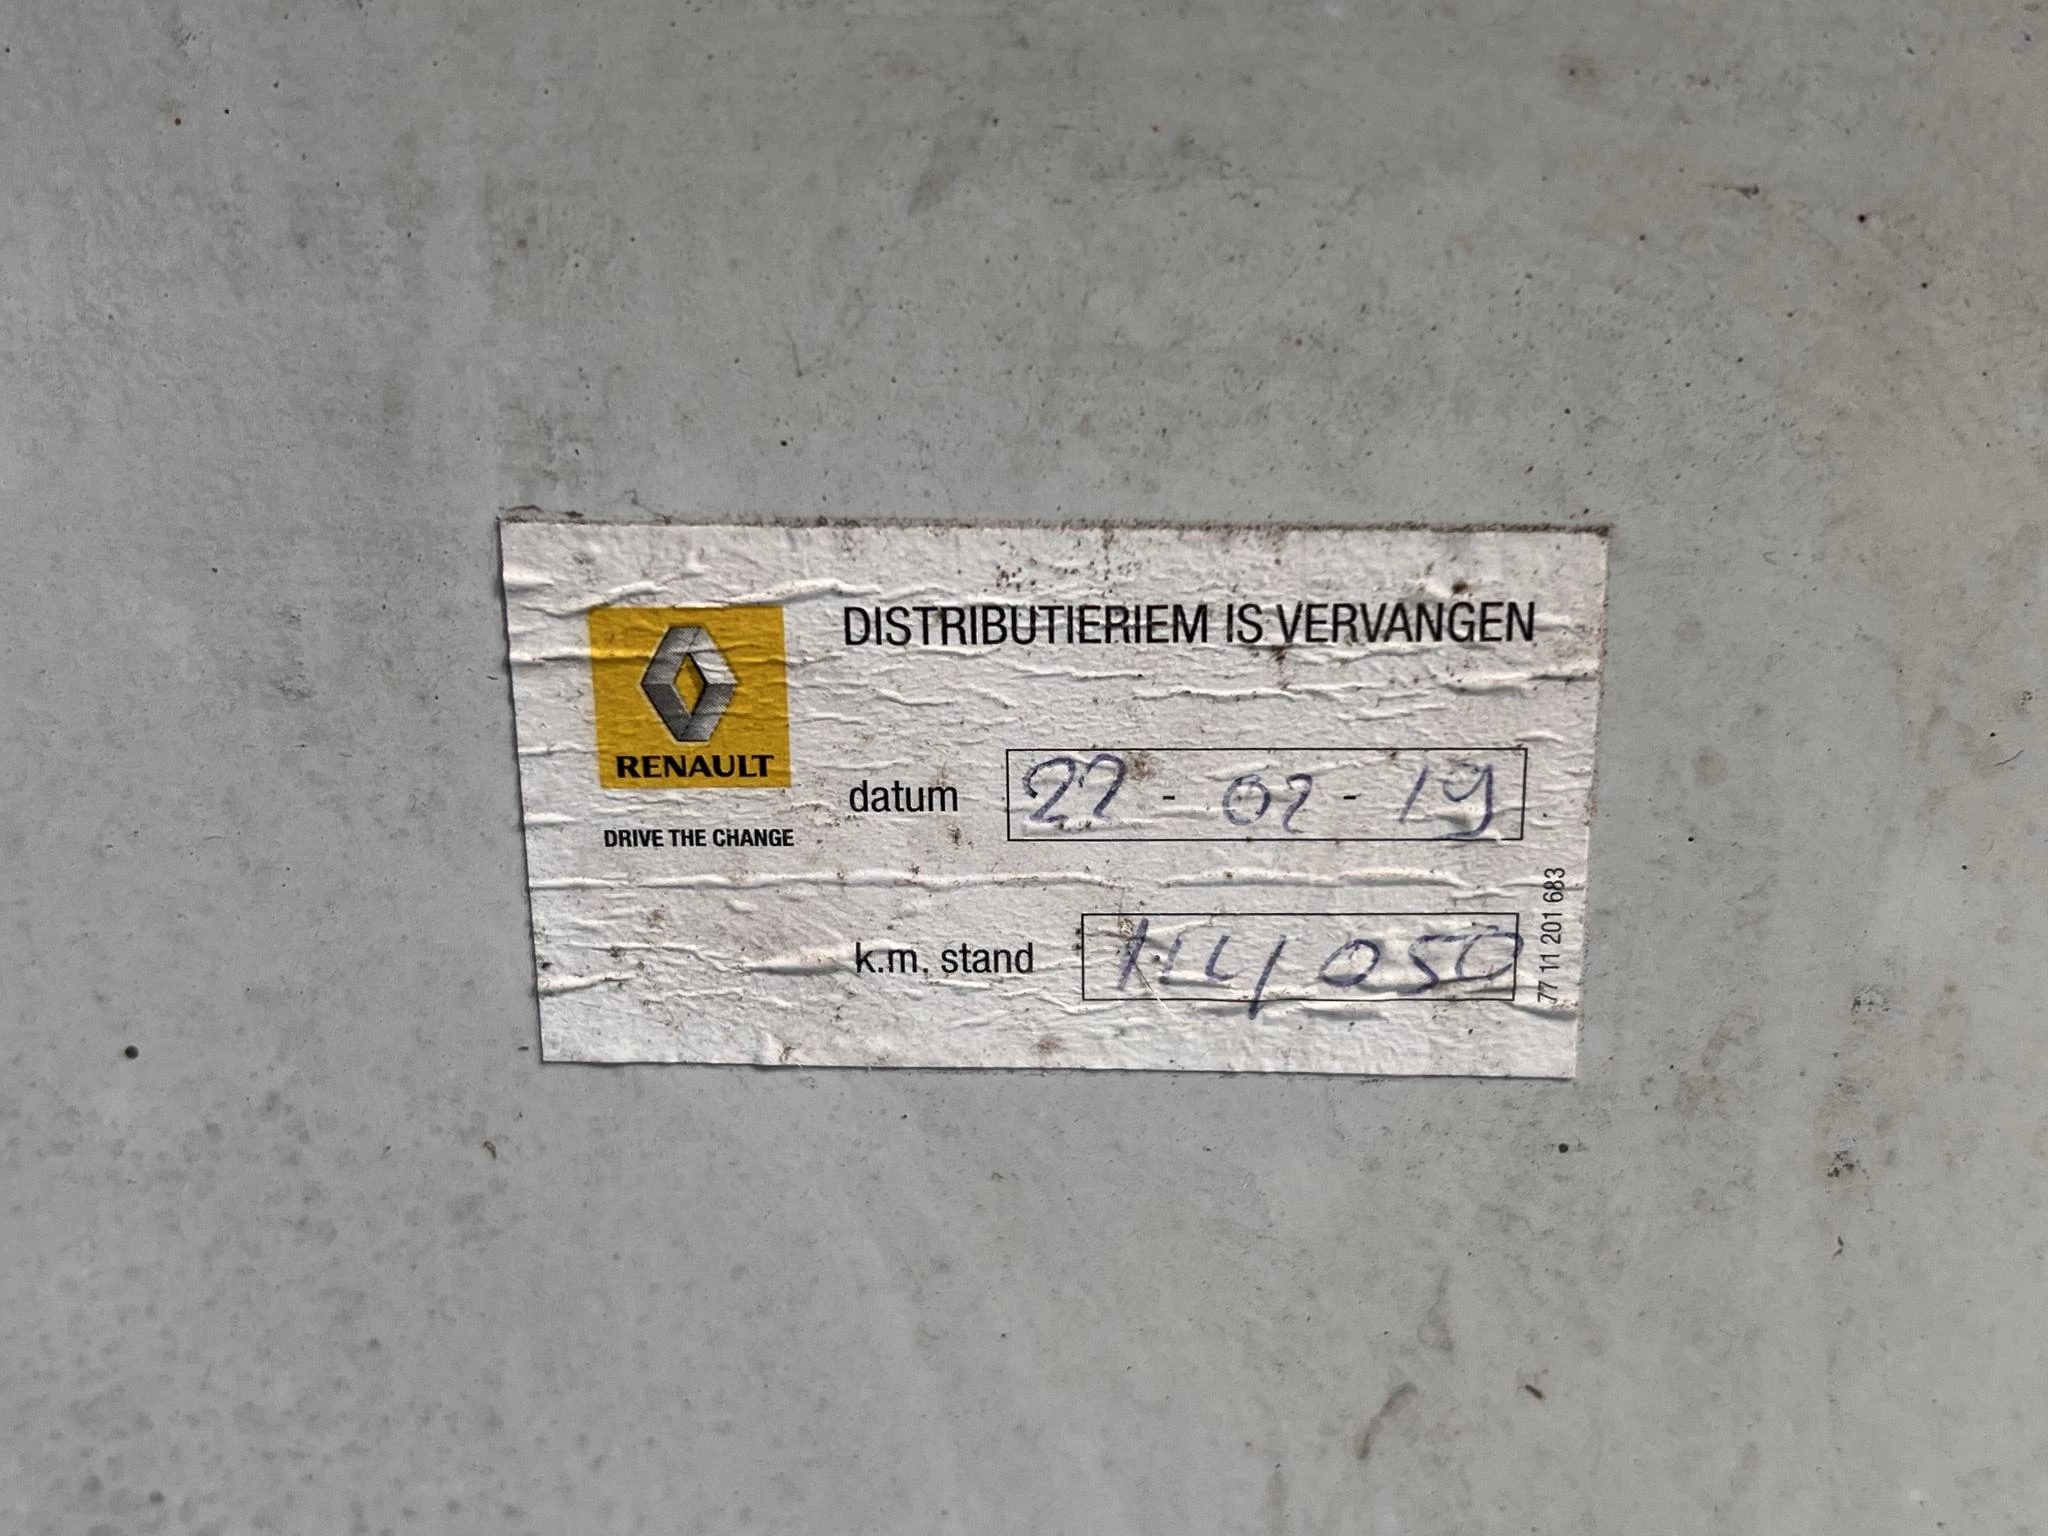 DISTRIBUTIERIEM IS VERVANGEN
RENAULT
DRIVE THE CHANGE
datum 22 - 02 - 19
k.m. stand 114050
77 11 201 683